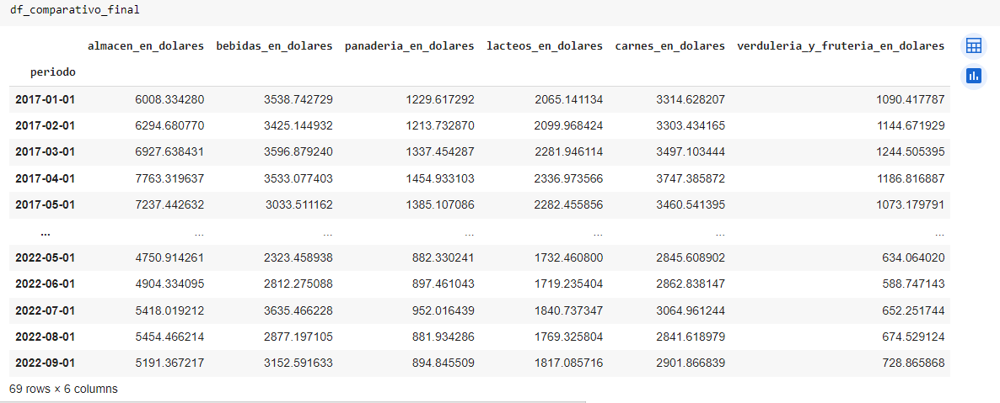 df_comparativo_final
almacen_en_dolares bebidas_en_dolares panaderia_en_dolares lacteos_en_dolares carnes_en_dolares verduleria_y_fruteria_en_dolares
periodo
2017-01-01 6008.334280 3538.742729 1229.617292 2065.141134 3314.628207 1090.417787
2017-02-01 6294.680770 3425.144932 1213.732870 2099.968424 3303.434165 1144.671929
2017-03-01 6927.638431 3596.879240 1337.454287 2281.946114 3497.103444 1244.505395
2017-04-01 7763.319637 3533.077403 1454.933103 2336.973566 3747.385872 1186.816887
2017-05-01 7237.442632 3033.511162 1385.107086 2282.455856 3460.541395 1073.179791
... ... ... ... ... ... ...
2022-05-01 4750.914261 2323.458938 882.330241 1732.460800 2845.608902 634.064020
2022-06-01 4904.334095 2812.275088 897.461043 1719.235404 2862.838147 588.747143
2022-07-01 5418.019212 3635.466228 952.016439 1840.737347 3064.961244 652.251744
2022-08-01 5454.466214 2877.197105 881.934286 1769.325804 2841.618979 674.529124
2022-09-01 5191.367217 3152.591633 894.845509 1817.085716 2901.866839 728.865868
69 rows × 6 columns